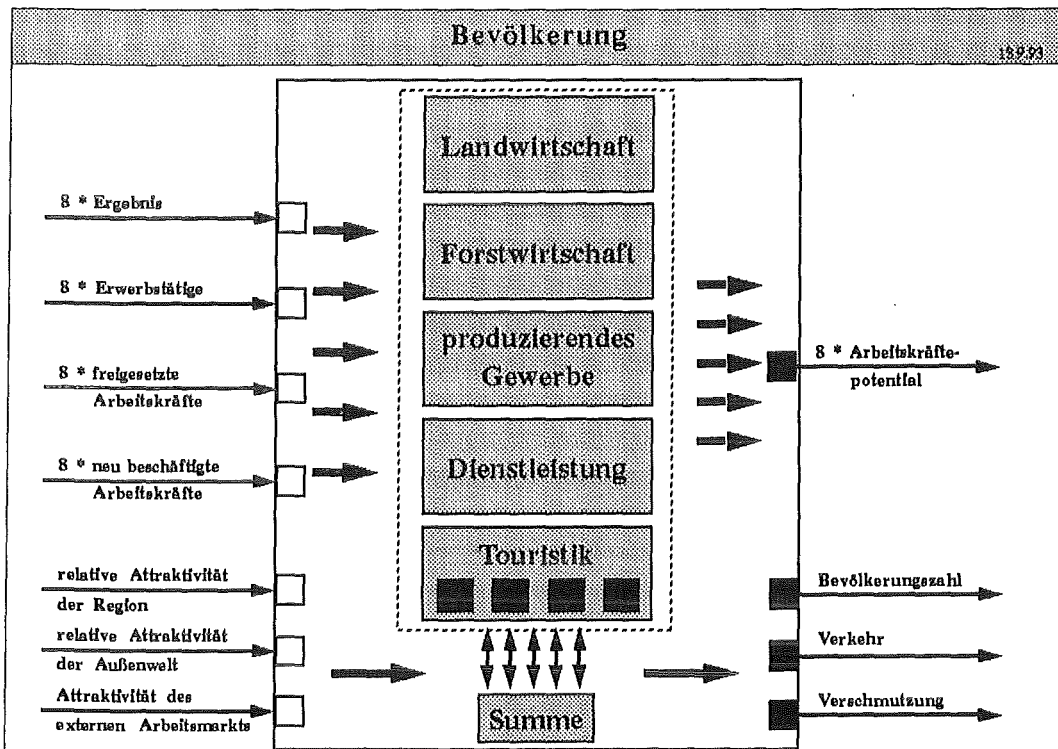 Bevölkerung
Landwirtschaft
8 * Ergebnis
Forstwirtschaft
8 * Erwerbstätige
produzierendes
Gewerbe
8 * Arbeitskräfte-
potential
8 * freigesetzte
Arbeitskräfte
Dienstleistung
8 * neu beschäftigte
Arbeitskräfte
Touristik
relative Attraktivität
der Region
Bevölkerungszahl
relative Attraktivität
der Außenwelt
Verkehr
Attraktivität des
externen Arbeitsmarkts
Summe
Verschmutzung